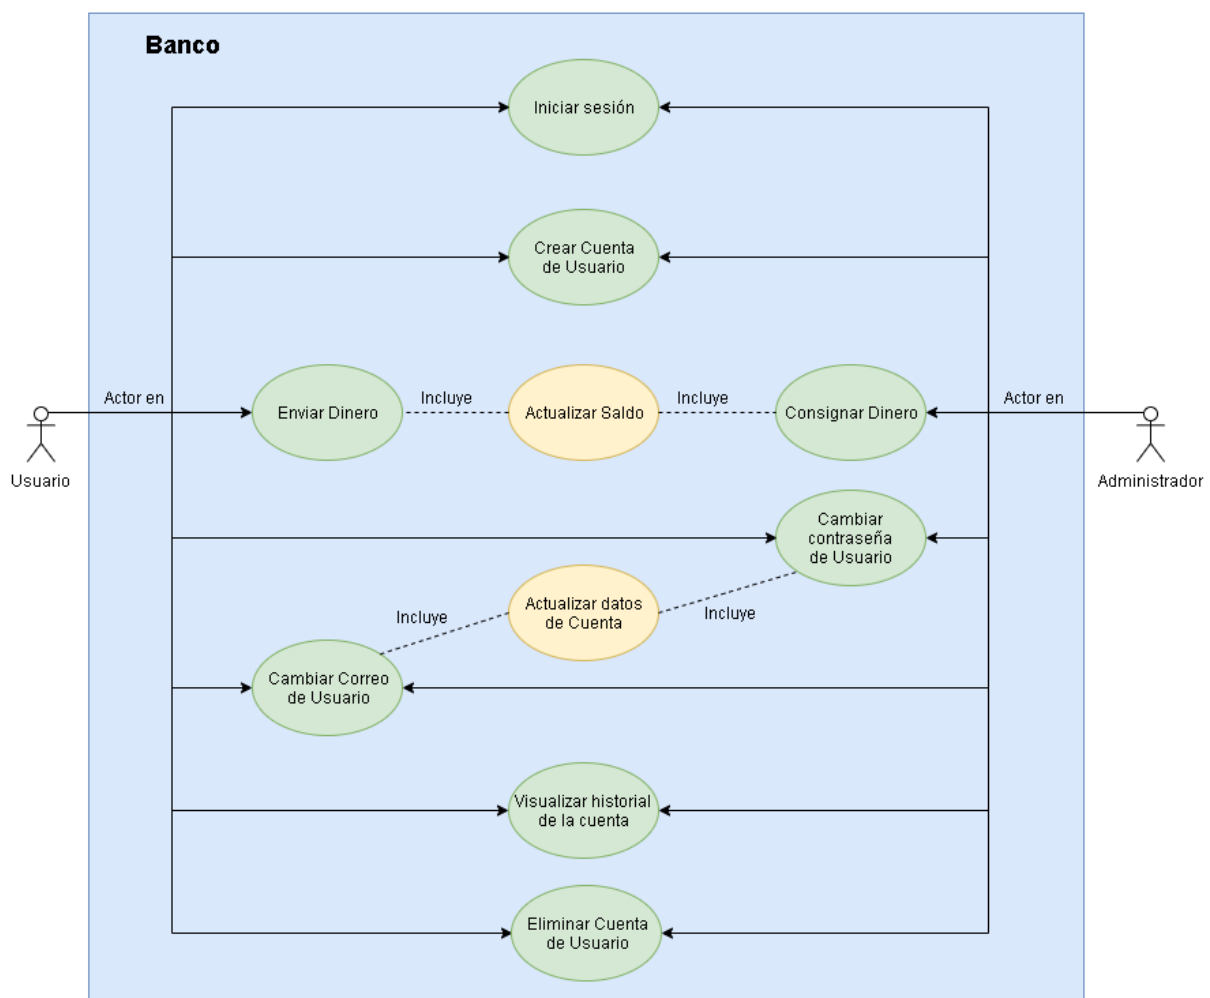 Banco
Iniciar sesión
Crear Cuenta
de Usuario
Actor en
Enviar Dinero
Incluye
Actualizar Saldo
Incluye
Consignar Dinero
Actor en
Usuario
Administrador
Cambiar
contraseña
de Usuario
Actualizar datos
de Cuenta
Incluye
Incluye
Cambiar Correo
de Usuario
Visualizar historial
de la cuenta
Eliminar Cuenta
de Usuario